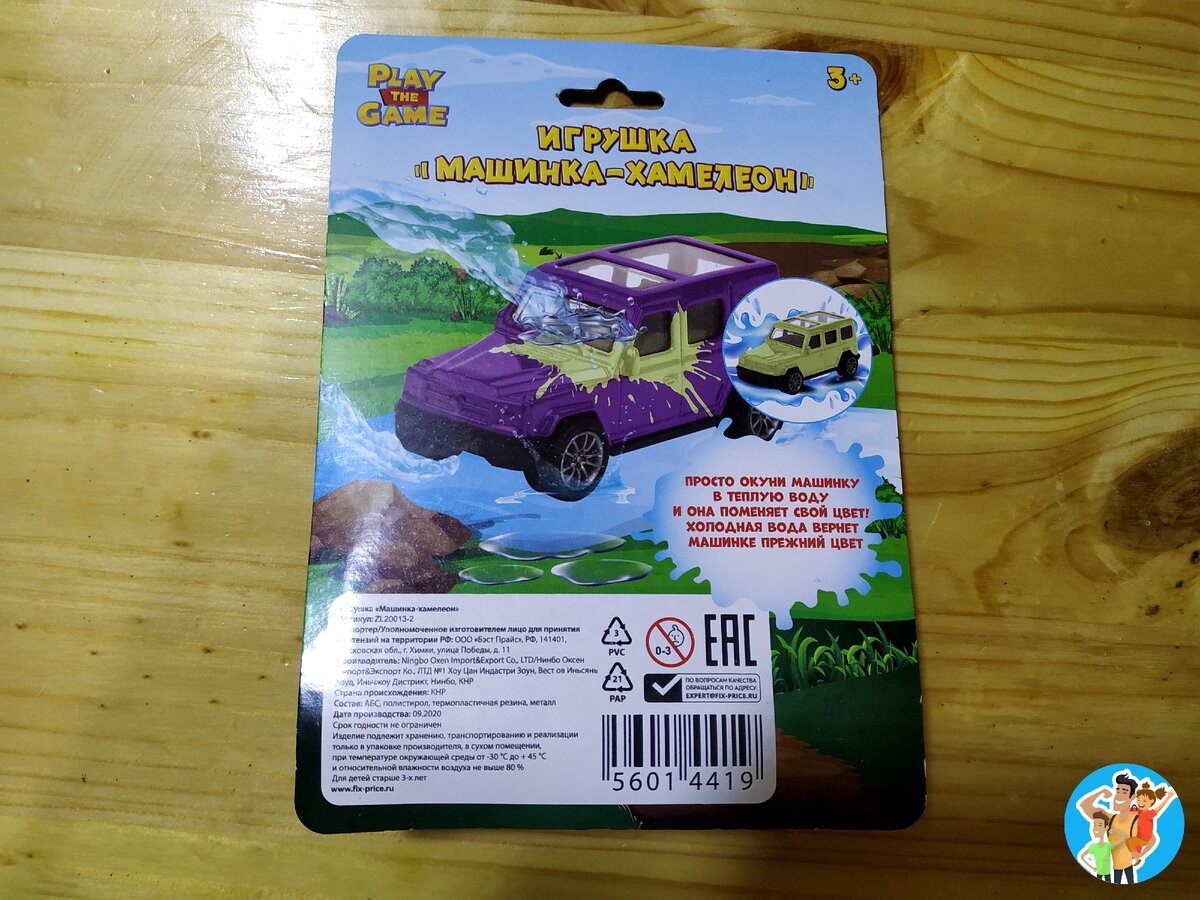 PLAY
THE
GAME
3+
ИГРУШКА
«МАШИНКА-ХАМЕЛЕОН»
ПРОСТО ОКУНИ МАШИНКУ
В ТЕПЛУЮ ВОДУ
И ОНА ПОМЕНЯЕТ СВОЙ ЦВЕТ!
ХОЛОДНАЯ ВОДА ВЕРНЕТ
МАШИНКЕ ПРЕЖНИЙ ЦВЕТ
«Машинка-хамелеон»
ZL20013-2
изготовителем лицо для принятия
на территории РФ: ООО «Бэст Прайс», РФ, 141401,
обл., г. Химки, улица Победы, д. 11
Ningbo Oxen Import&Export Co., LTD/Нинбо Оксен
Ко., ЛТД №1 Хоу Цан Индастри Зоун, Вест ов Иньсянь
Иньчжоу Дистрикт, Нинбо, КНР
Страна происхождения: КНР
Состав: АБС, полистирол, термопластичная резина, металл
Дата производства: 09.2020
Срок годности не ограничен
Изделие подлежит хранению, транспортированию и реализации
только в упаковке производителя, в сухом помещении,
при температуре окружающей среды от -30 °C до + 45 °C
и относительной влажности воздуха не выше 80 %
Для детей старше 3-х лет
www.fix-price.ru
3
PVC
0-3
EAC
21
PAP
ПО ВОПРОСАМ КАЧЕСТВА
ОБРАЩАТЬСЯ ПО АДРЕСУ:
EXPERT@FIX-PRICE.RU
5601 4419